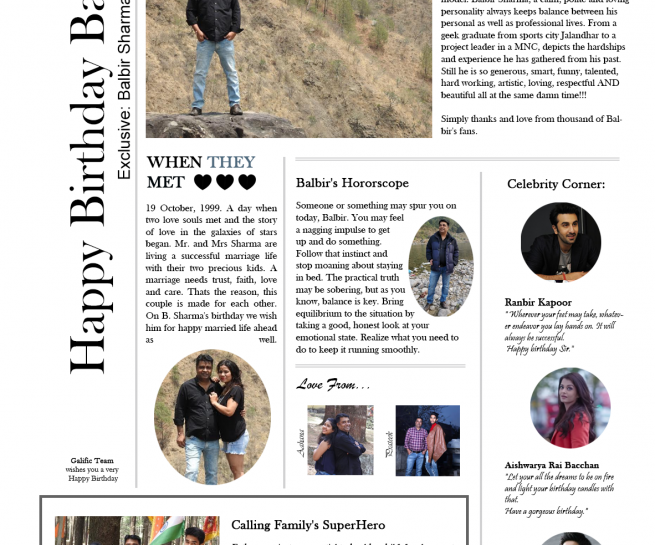 Happy Birthday Ba
Exclusive: Balbir Sharma
model. Balbir Sharma, a calm, polite and loving
personality always keeps balance between his
personal as well as professional lives. From a
geek graduate from sports city Jalandhar to a
project leader in a MNC, depicts the hardships
and experience he has gathered from his past.
Still he is so generous, smart, funny, talented,
hard working, artistic, loving, respectful AND
beautiful all at the same damn time!!!
Simply thanks and love from thousand of Bal-
bir's fans.
WHEN THEY
MET
19 October, 1999. A day when
two love souls met and the story
of love in the galaxies of stars
began. Mr. and Mrs Sharma are
living a successful marriage life
with their two precious kids. A
marriage needs trust, faith, love
and care. Thats the reason, this
couple is made for each other.
On B. Sharma's birthday we wish
him for happy married life ahead
as well.
Galific Team
wishes you a very
Happy Birthday
Balbir's Hororscope
Someone or something may spur you on
today, Balbir. You may feel
a nagging impulse to get
up and do something.
Follow that instinct and
stop moaning about staying
in bed. The practical truth
may be sobering, but as you
know, balance is key. Bring
equilibrium to the situation by
taking a good, honest look at your
emotional state. Realize what you need to
do to keep it running smoothly.
Love From...
Celebrity Corner:
Ranbir Kapoor
" Wherever your feet may take, whatev-
er endeavor you lay hands on. It will
always be successful.
Happy birthday Sir."
Aishwarya Rai Bacchan
"Let your all the dreams to be on fire
and light your birthday candles with
that.
Have a gorgeous birthday."
Calling Family's SuperHero